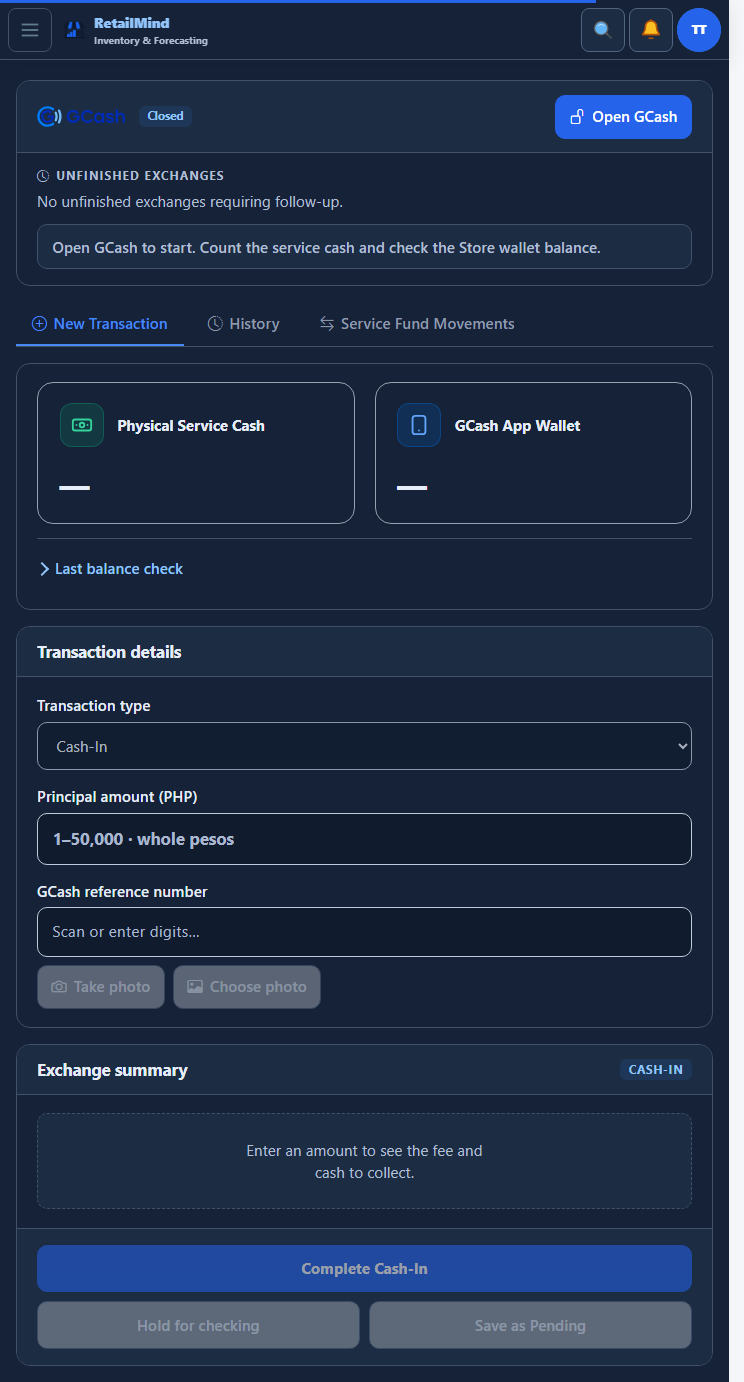 RetailMind
Inventory & Forecasting
TT
GCash
Closed
Open GCash
UNFINISHED EXCHANGES
No unfinished exchanges requiring follow-up.
Open GCash to start. Count the service cash and check the Store wallet balance.
New Transaction
History
Service Fund Movements
Physical Service Cash
—
GCash App Wallet
—
Last balance check
Transaction details
Transaction type
Cash-In
Principal amount (PHP)
1–50,000 · whole pesos
GCash reference number
Scan or enter digits...
Take photo
Choose photo
Exchange summary
CASH-IN
Enter an amount to see the fee and
cash to collect.
Complete Cash-In
Hold for checking
Save as Pending